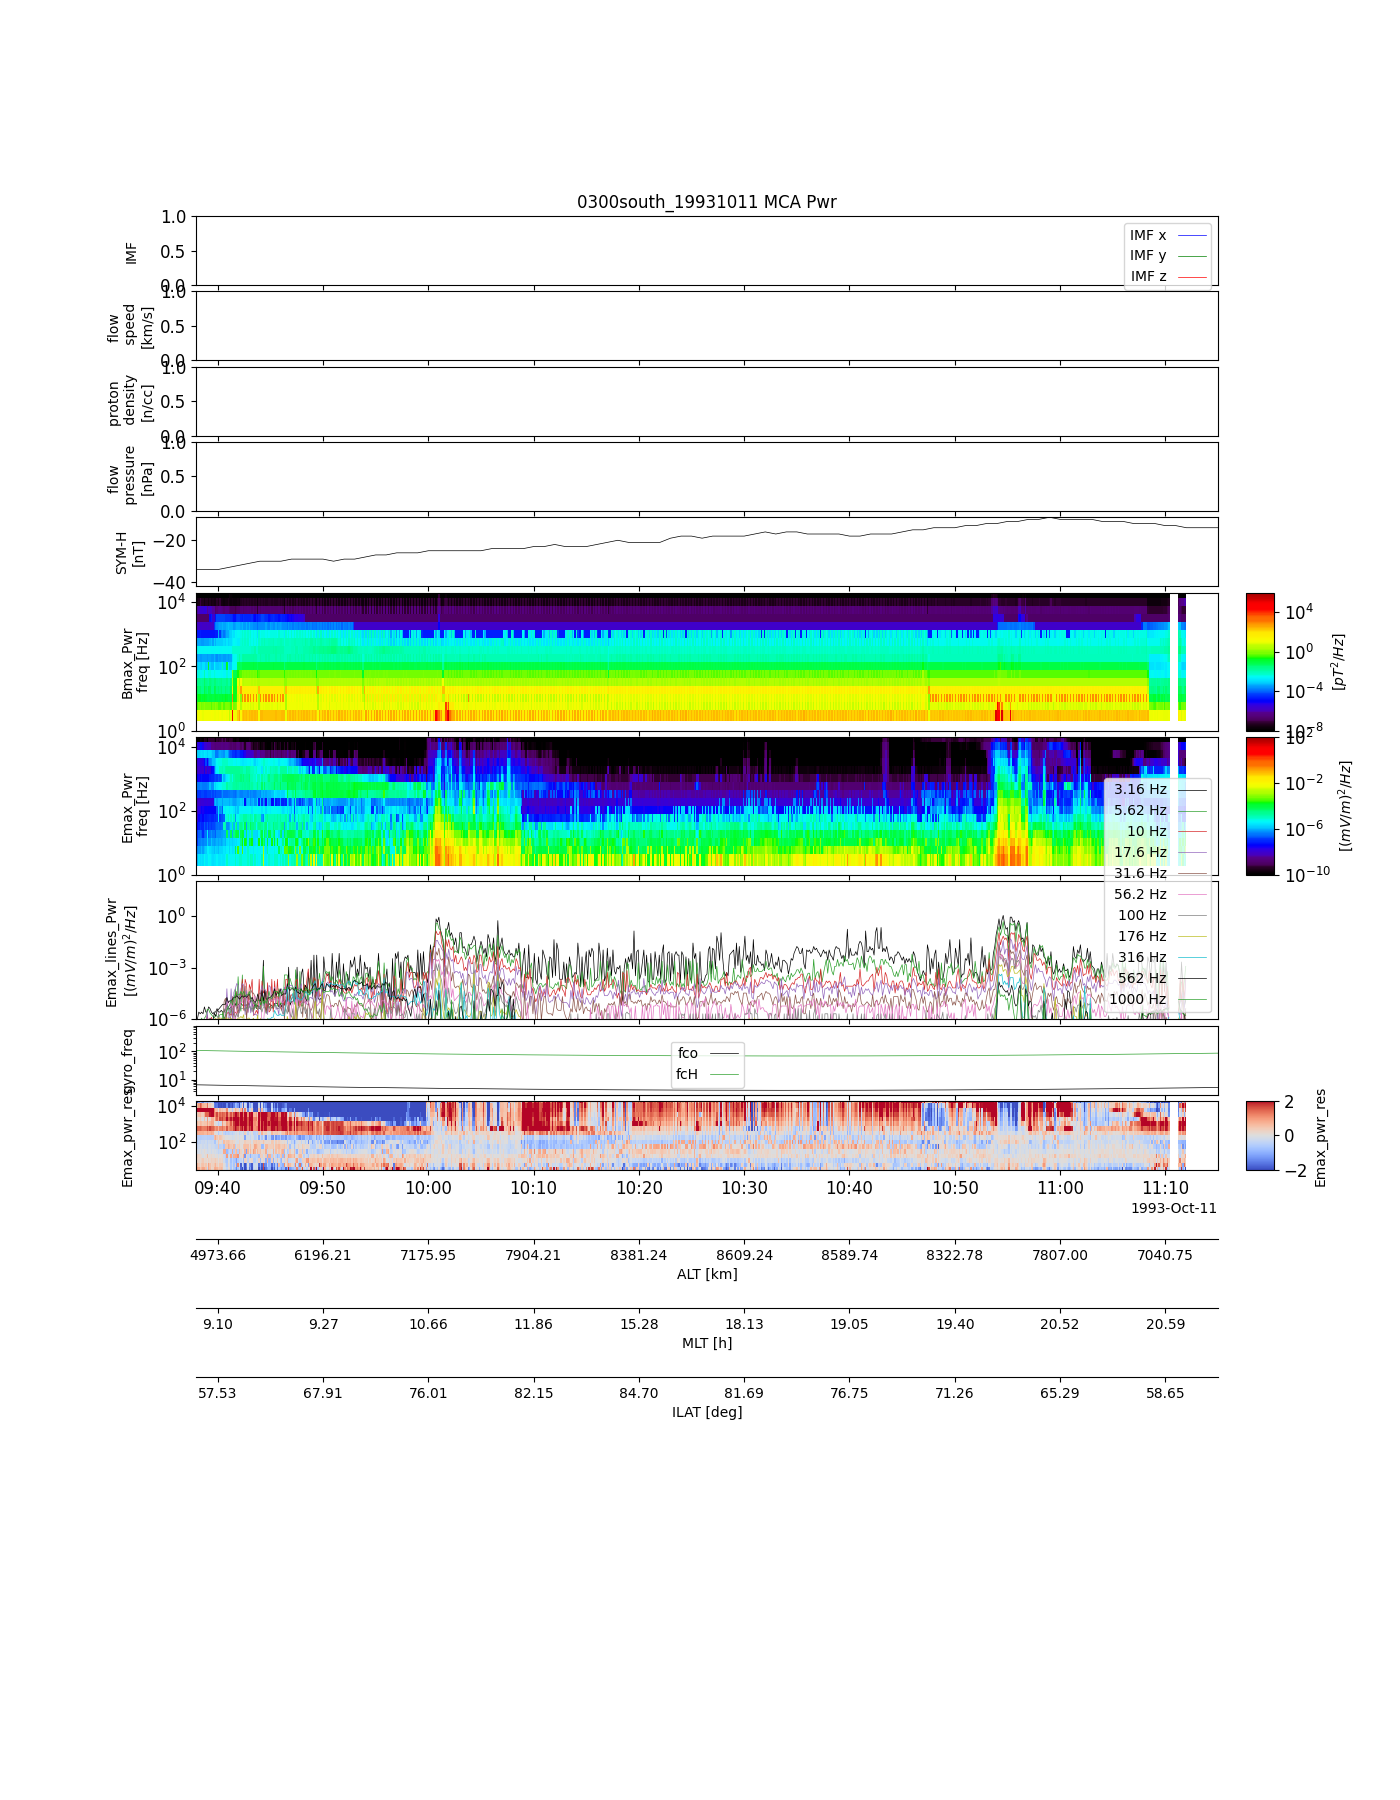 0300south_19931011 MCA Pwr
1.0
0.5
0.0
IMF
IMF x
IMF y
IMF z
1.0
0.5
0.0
flow
speed
[km/s]
1.0
0.5
0.0
proton
density
[n/cc]
1.0
0.5
0.0
flow
pressure
[nPa]
−20
−40
SYM-H
[nT]
10^4
10^2
10^0
Bmax_Pwr
freq [Hz]
10^4
10^0
10^−4
10^−8
[pT^2/Hz]
10^4
10^2
10^0
Emax_Pwr
freq [Hz]
10^2
10^−2
10^−6
10^−10
[(mV/m)^2/Hz]
3.16 Hz
5.62 Hz
10 Hz
17.6 Hz
31.6 Hz
56.2 Hz
100 Hz
176 Hz
316 Hz
562 Hz
1000 Hz
10^0
10^−3
10^−6
Emax_lines_Pwr
[(mV/m)^2/Hz]
10^2
10^1
gyro_freq
fco
fcH
10^4
10^2
Emax_pwr_res
2
0
−2
Emax_pwr_res
09:40 09:50 10:00 10:10 10:20 10:30 10:40 10:50 11:00 11:10
1993-Oct-11
4973.66 6196.21 7175.95 7904.21 8381.24 8609.24 8589.74 8322.78 7807.00 7040.75
ALT [km]
9.10 9.27 10.66 11.86 15.28 18.13 19.05 19.40 20.52 20.59
MLT [h]
57.53 67.91 76.01 82.15 84.70 81.69 76.75 71.26 65.29 58.65
ILAT [deg]